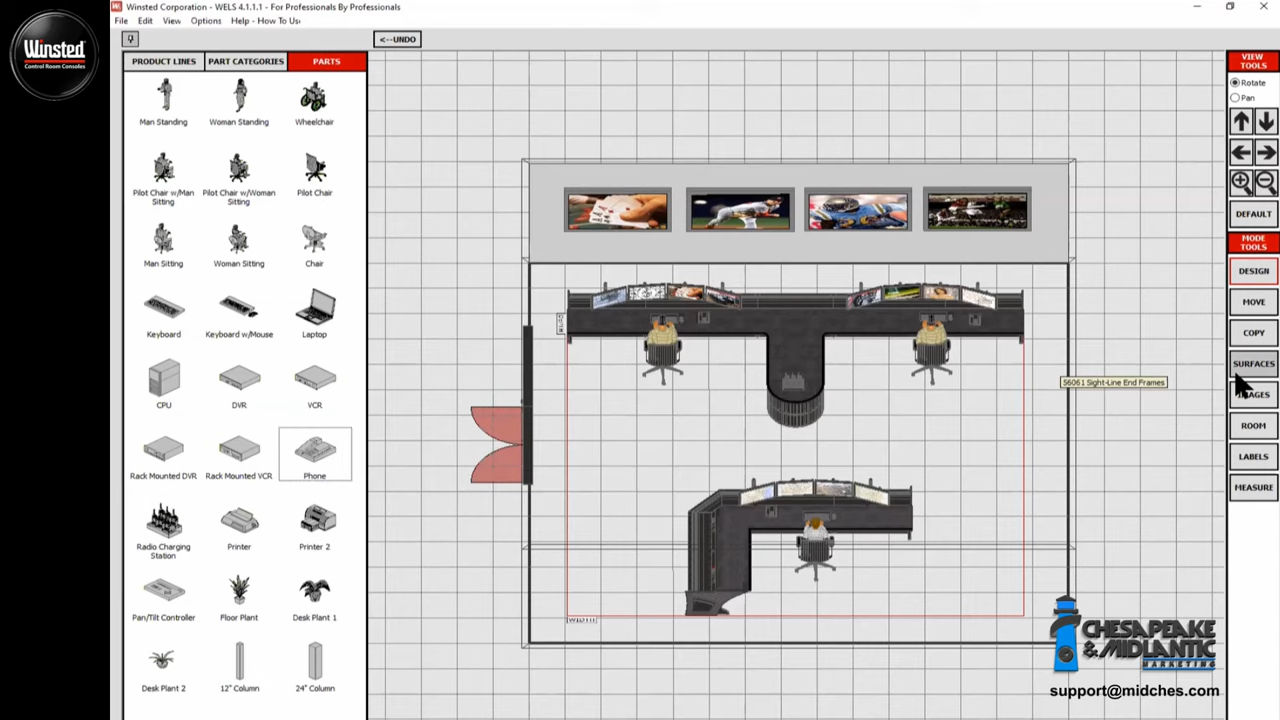 Winsted Corporation - WELS 4.1.1.1 - For Professionals By Professionals
File Edit View Options Help - How To Use
Winsted
Control Room Consoles
<--UNDO
PRODUCT LINES PART CATEGORIES PARTS
Man Standing Woman Standing Wheelchair
Pilot Chair w/Man Sitting Pilot Chair w/Woman Sitting Pilot Chair
Man Sitting Woman Sitting Chair
Keyboard Keyboard w/Mouse Laptop
CPU DVR VCR
Rack Mounted DVR Rack Mounted VCR Phone
Radio Charging Station Printer Printer 2
Pan/Tilt Controller Floor Plant Desk Plant 1
Desk Plant 2 12" Column 24" Column
56061 Sight-Line End Frames
WIDTH
VIEW TOOLS
Rotate
Pan
DEFAULT
MODE TOOLS
DESIGN
MOVE
COPY
SURFACES
IMAGES
ROOM
LABELS
MEASURE
CHESAPEAKE
& MIDLANTIC
MARKETING
support@midches.com